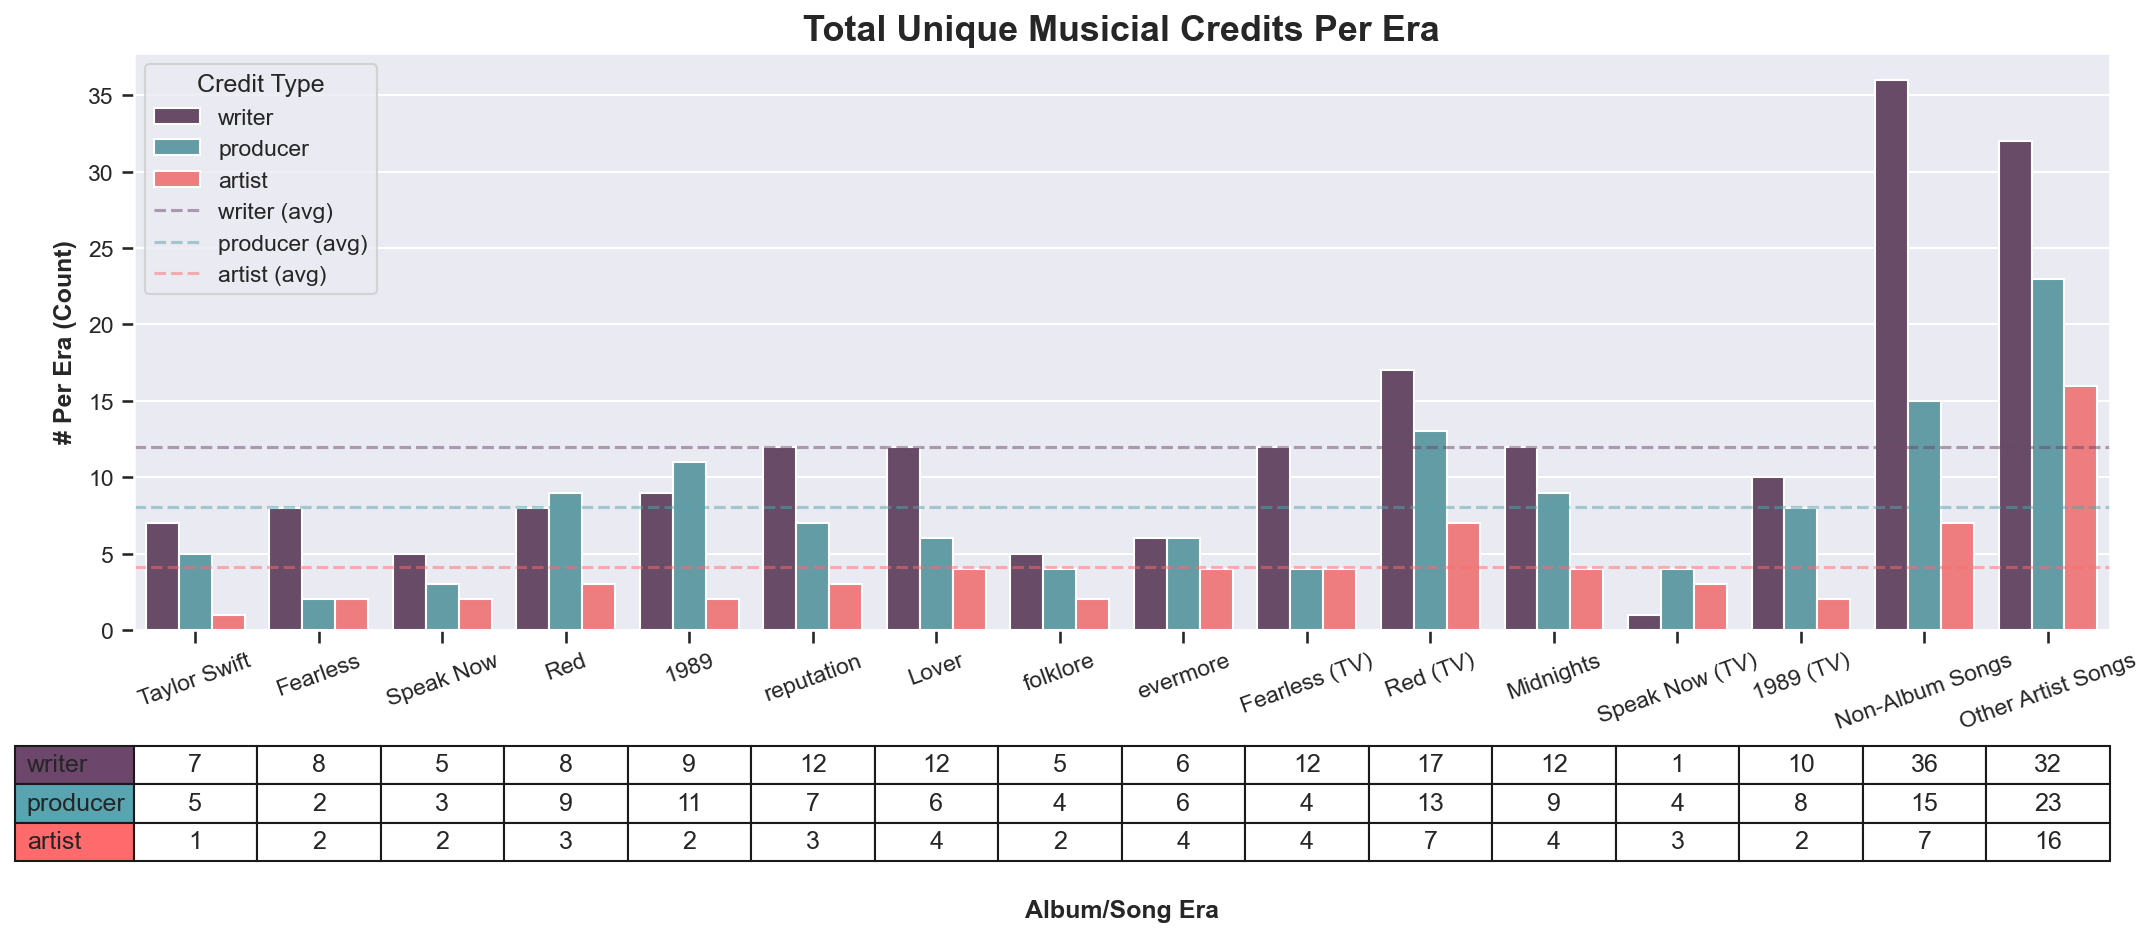 Total Unique Musicial Credits Per Era
Credit Type
writer
producer
artist
writer (avg)
producer (avg)
artist (avg)
# Per Era (Count)
35
30
25
20
15
10
5
0
Taylor Swift Fearless Speak Now Red 1989 reputation Lover folklore evermore Fearless (TV) Red (TV) Midnights Speak Now (TV) 1989 (TV) Non-Album Songs Other Artist Songs
writer 7 8 5 8 9 12 12 5 6 12 17 12 1 10 36 32
producer 5 2 3 9 11 7 6 4 6 4 13 9 4 8 15 23
artist 1 2 2 3 2 3 4 2 4 4 7 4 3 2 7 16
Album/Song Era